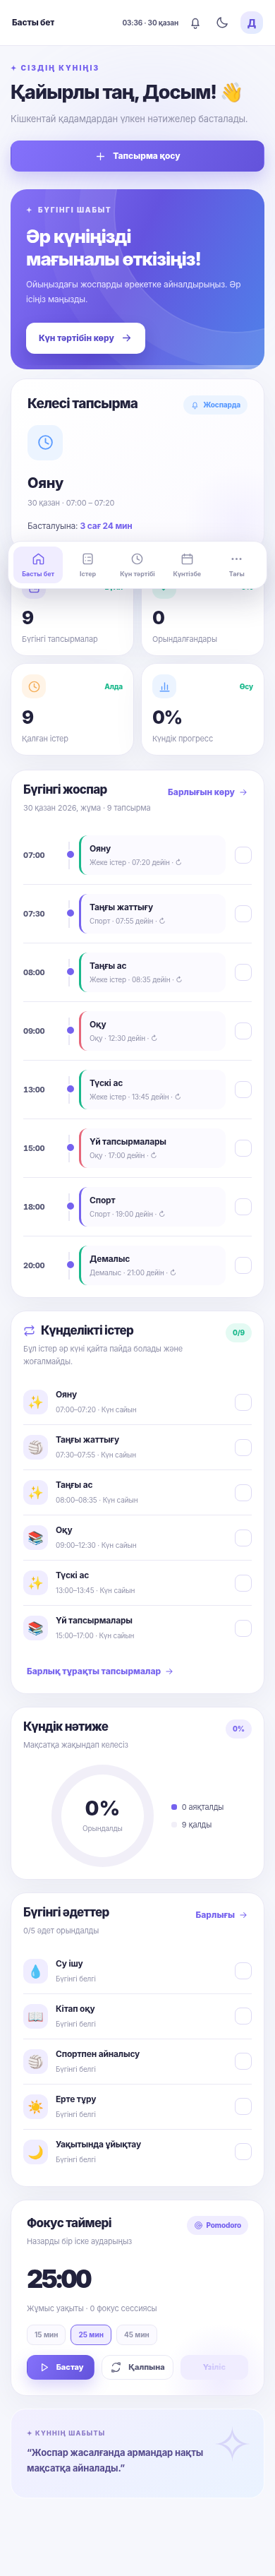 Басты бет
03:36 · 30 қазан
Д
СІЗДІҢ КҮНІҢІЗ
Қайырлы таң, Досым! 👋
Кішкентай қадамдардан үлкен нәтижелер басталады.
Тапсырма қосу
БҮГІНГІ ШАБЫТ
Әр күніңізді
мағыналы өткізіңіз!
Ойыңыздағы жоспарды әрекетке айналдырыңыз. Әр
ісіңіз маңызды.
Күн тәртібін көру →
Келесі тапсырма
Жоспарда
Ояну
30 қазан · 07:00 – 07:20
Басталуына: 3 сағ 24 мин
Басты бет
Істер
Күн тәртібі
Күнтізбе
Тағы
9
Бүгінгі тапсырмалар
0
Орындалғандары
Алда
9
Қалған істер
Өсу
0%
Күндік прогресс
Бүгінгі жоспар
Барлығын көру →
30 қазан 2026, жұма · 9 тапсырма
07:00
Ояну
Жеке істер · 07:20 дейін · ↻
07:30
Таңғы жаттығу
Спорт · 07:55 дейін · ↻
08:00
Таңғы ас
Жеке істер · 08:35 дейін · ↻
09:00
Оқу
Оқу · 12:30 дейін · ↻
13:00
Түскі ас
Жеке істер · 13:45 дейін · ↻
15:00
Үй тапсырмалары
Оқу · 17:00 дейін · ↻
18:00
Спорт
Спорт · 19:00 дейін · ↻
20:00
Демалыс
Демалыс · 21:00 дейін · ↻
Күнделікті істер
0/9
Бұл істер әр күні қайта пайда болады және
жоғалмайды.
Ояну
07:00–07:20 · Күн сайын
Таңғы жаттығу
07:30–07:55 · Күн сайын
Таңғы ас
08:00–08:35 · Күн сайын
Оқу
09:00–12:30 · Күн сайын
Түскі ас
13:00–13:45 · Күн сайын
Үй тапсырмалары
15:00–17:00 · Күн сайын
Барлық тұрақты тапсырмалар →
Күндік нәтиже
0%
Мақсатқа жақындап келесіз
0%
Орындалды
0 аяқталды
9 қалды
Бүгінгі әдеттер
Барлығы →
0/5 әдет орындалды
Су ішу
Бүгінгі белгі
Кітап оқу
Бүгінгі белгі
Спортпен айналысу
Бүгінгі белгі
Ерте тұру
Бүгінгі белгі
Уақытында ұйықтау
Бүгінгі белгі
Фокус таймері
Pomodoro
Назарды бір іске аударыңыз
25:00
Жұмыс уақыты · 0 фокус сессиясы
15 мин
25 мин
45 мин
Бастау
Қалпына
Үзіліс
КҮННІҢ ШАБЫТЫ
“Жоспар жасалғанда армандар нақты
мақсатқа айналады.”